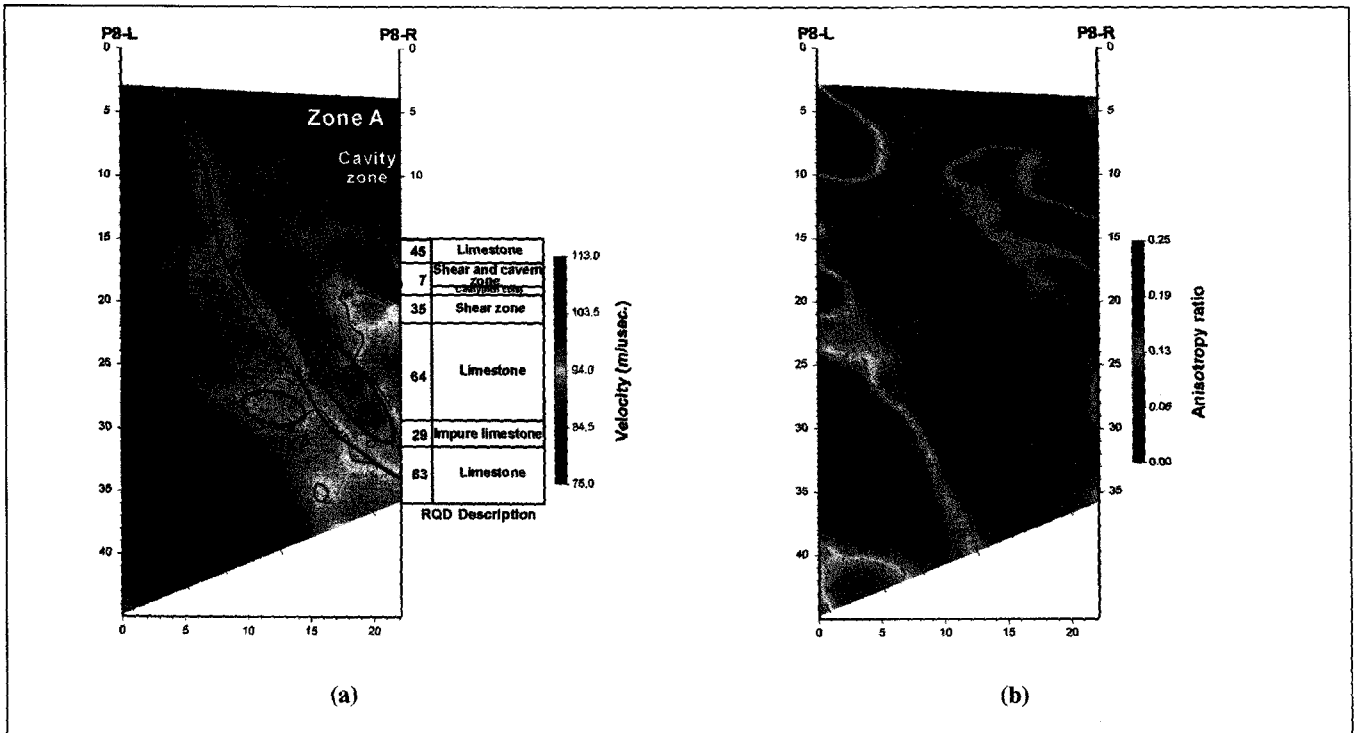 P8-L
P8-R
0
5
10
15
20
25
30
35
40
0
5
10
Zone A
Cavity
zone
0
5
10
15
20
45 Limestone
7 Shear and cavern
zone
35 Shear zone
64 Limestone
29 Impure limestone
63 Limestone
RQD Description
113.0
103.5
94.0
84.5
75.0
Velocity (m/usec.)
(a)
P8-L
P8-R
0
5
10
15
20
25
30
35
40
0
5
10
15
20
25
30
35
0
5
10
15
20
0.25
0.19
0.13
0.06
0.00
Anisotropy ratio
(b)